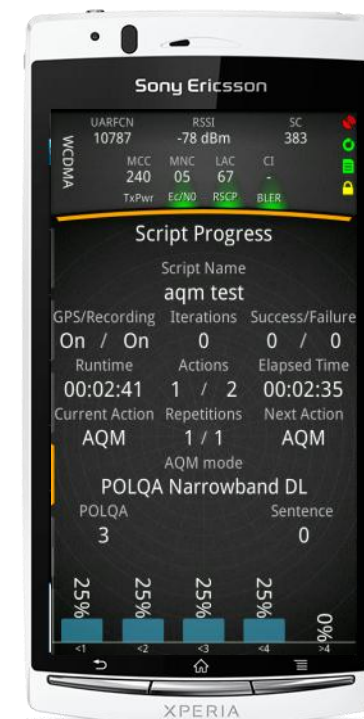 Sony Ericsson
WCDMA
UARFCN RSSI SC
10787 -78 dBm 383
MCC MNC LAC CI
240 05 67 -
TxPwr Ec/N0 RSCP BLER
Script Progress
Script Name
aqm test
GPS/Recording Iterations Success/Failure
On / On 0 0 / 0
Runtime Actions Elapsed Time
00:02:41 1 / 2 00:02:35
Current Action Repetitions Next Action
AQM 1 / 1 AQM
AQM mode
POLQA Narrowband DL
POLQA Sentence
3 0
25% 25% 25% 25% 0%
<1 <2 <3 <4 >4
XPERIA